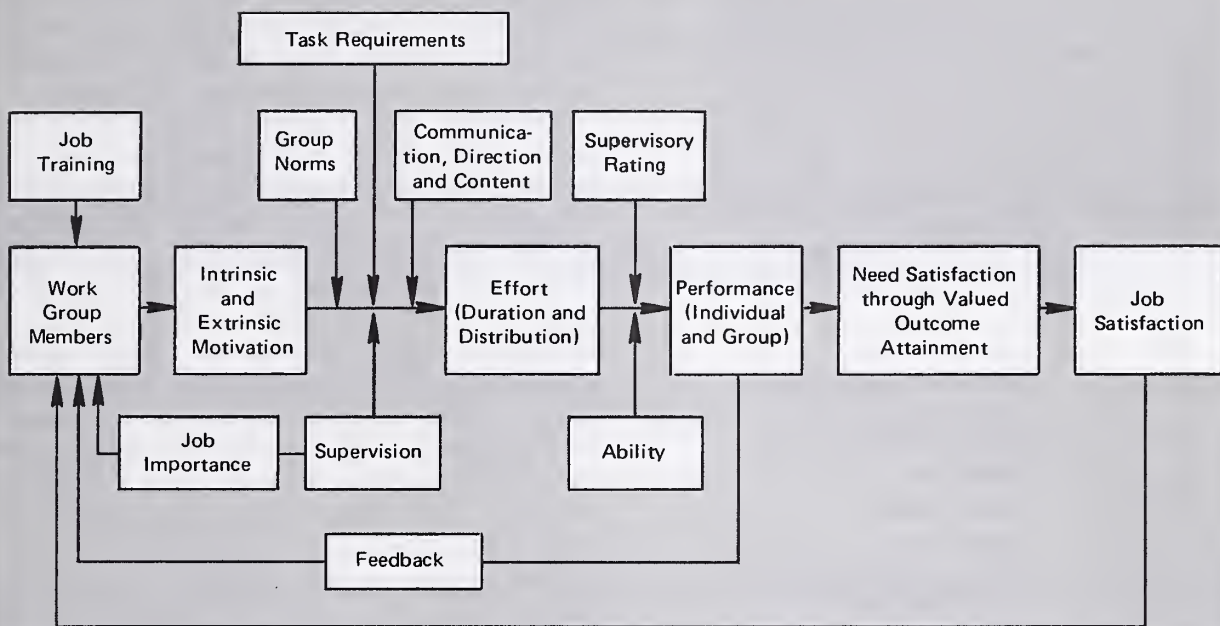 Task Requirements
Job
Training
Group
Norms
Communica-
tion, Direction
and Content
Supervisory
Rating
Work
Group
Members
Intrinsic
and
Extrinsic
Motivation
Effort
(Duration and
Distribution)
Performance
(Individual
and Group)
Need Satisfaction
through Valued
Outcome
Attainment
Job
Satisfaction
Job
Importance
Supervision
Ability
Feedback